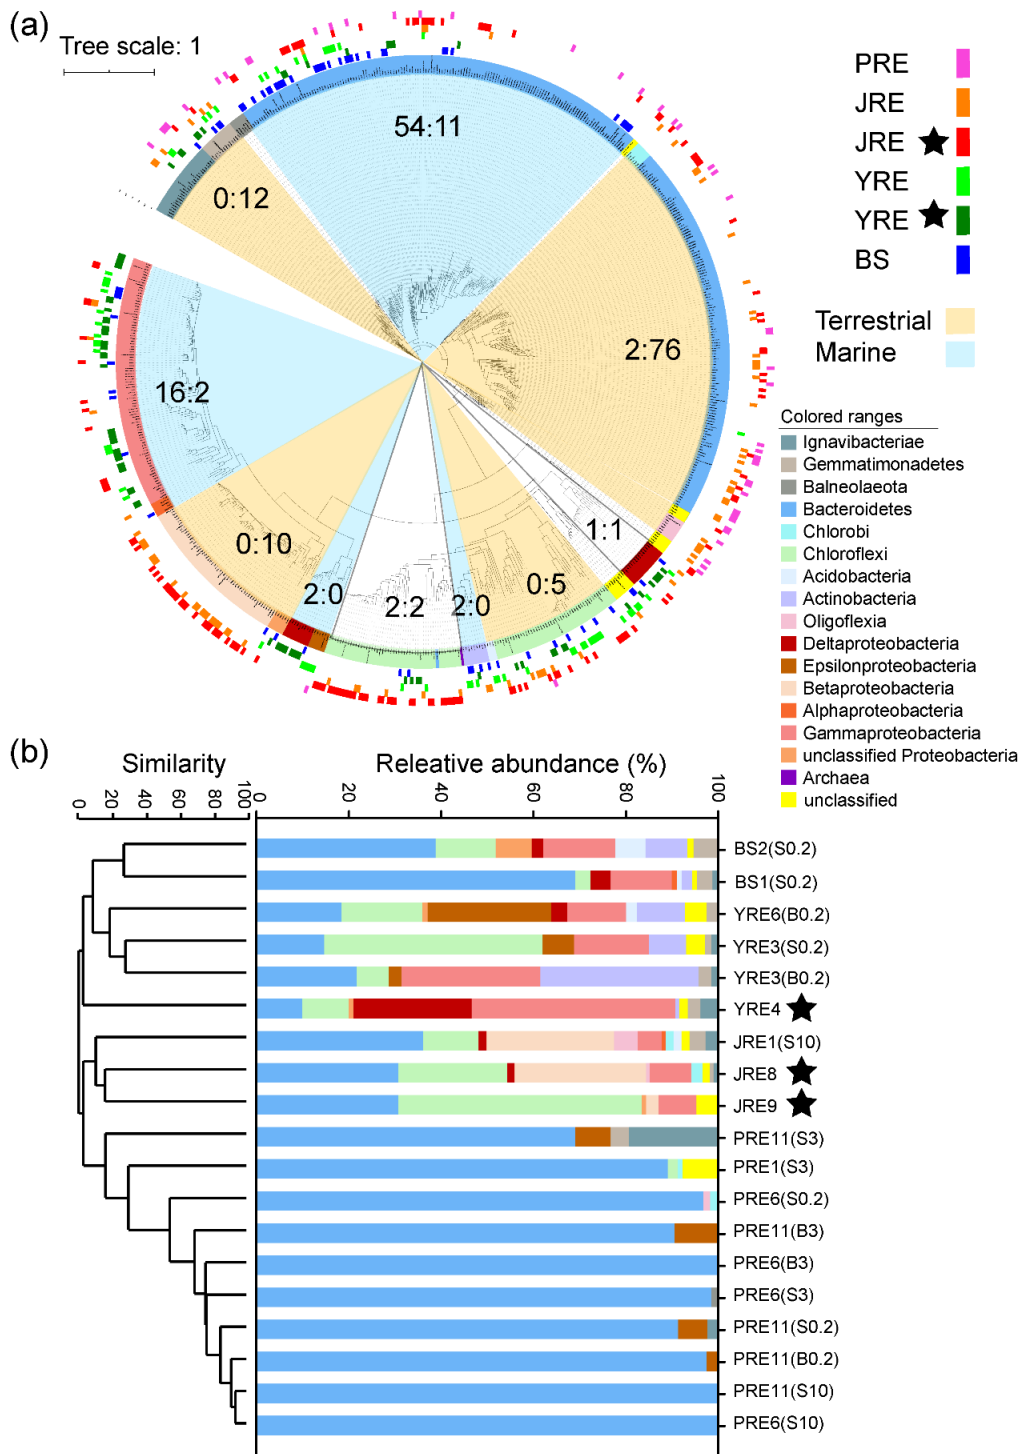 (a)
Tree scale: 1
54:11
0:12
2:76
16:2
1:1
0:10
0:5
2:0
2:2
2:0
PRE
JRE
JRE
YRE
YRE
BS
Terrestrial
Marine
Colored ranges
Ignavibacteriae
Gemmatimonadetes
Balneolaeota
Bacteroidetes
Chlorobi
Chloroflexi
Acidobacteria
Actinobacteria
Oligoflexia
Deltaproteobacteria
Epsilonproteobacteria
Betaproteobacteria
Alphaproteobacteria
Gammaproteobacteria
unclassified Proteobacteria
Archaea
unclassified
(b)
Similarity
Releative abundance (%)
0 20 40 60 80 100
0 20 40 60 80 100
BS2(S0.2)
BS1(S0.2)
YRE6(B0.2)
YRE3(S0.2)
YRE3(B0.2)
YRE4
JRE1(S10)
JRE8
JRE9
PRE11(S3)
PRE1(S3)
PRE6(S0.2)
PRE11(B3)
PRE6(B3)
PRE6(S3)
PRE11(S0.2)
PRE11(B0.2)
PRE11(S10)
PRE6(S10)